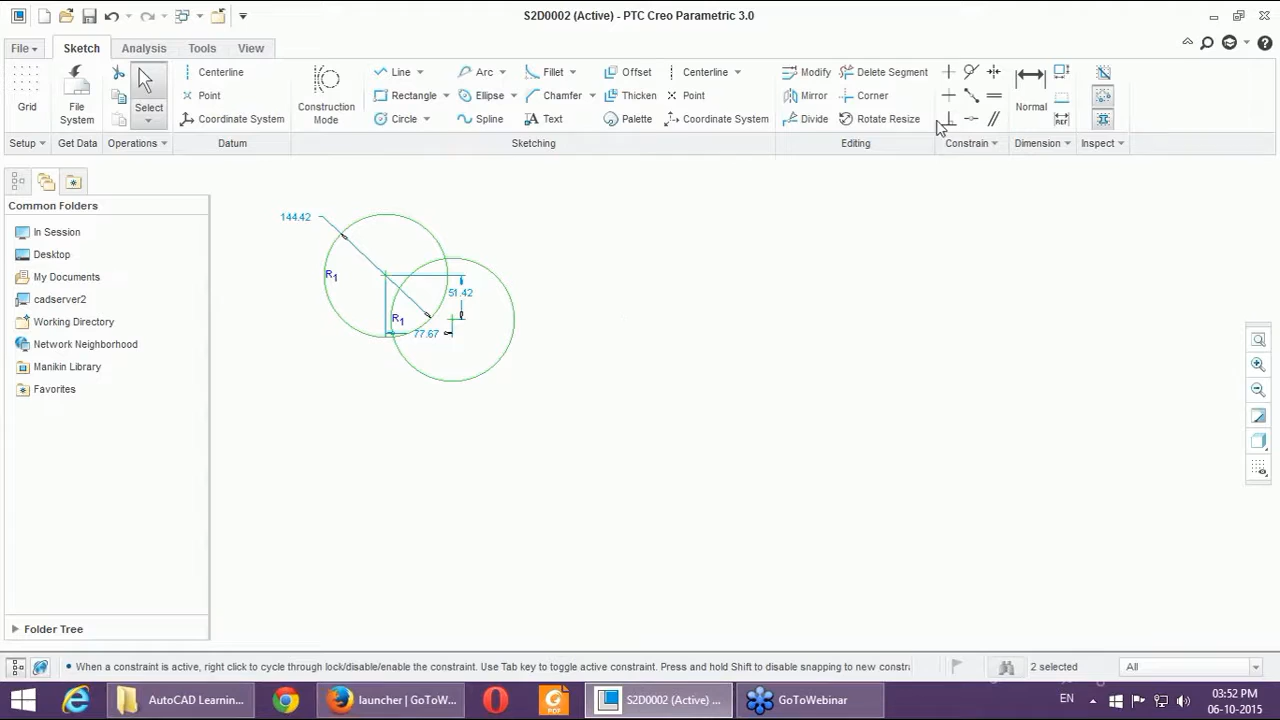 S2D0002 (Active) - PTC Creo Parametric 3.0
File Sketch Analysis Tools View
Centerline Line Arc Fillet Offset Centerline Modify Delete Segment
Point Rectangle Ellipse Chamfer Thicken Point Mirror Corner
Grid File System Select Construction Mode Normal
Coordinate System Circle Spline Text Palette Coordinate System Divide Rotate Resize
Setup Get Data Operations Datum Sketching Editing Constrain Dimension Inspect
Common Folders
In Session
Desktop
My Documents
cadserver2
Working Directory
Network Neighborhood
Manikin Library
Favorites
Folder Tree
144.42
R1
51.42
R1
77.67
When a constraint is active, right click to cycle through lock/disable/enable the constraint. Use Tab key to toggle active constraint. Press and hold Shift to disable snapping to new constr
2 selected
All
AutoCAD Learnin...
launcher | GoToW...
S2D0002 (Active) ...
GoToWebinar
EN
03:52 PM
06-10-2015